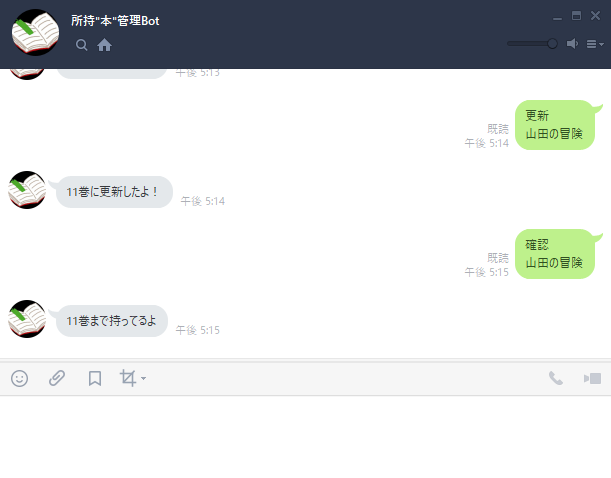 所持"本"管理Bot
午後 5:13
更新
山田の冒険
既読
午後 5:14
11巻に更新したよ！
午後 5:14
確認
山田の冒険
既読
午後 5:15
11巻まで持ってるよ
午後 5:15